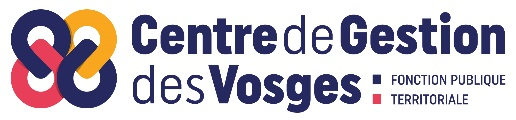 Centre de Gestion
des Vosges
FONCTION PUBLIQUE
TERRITORIALE